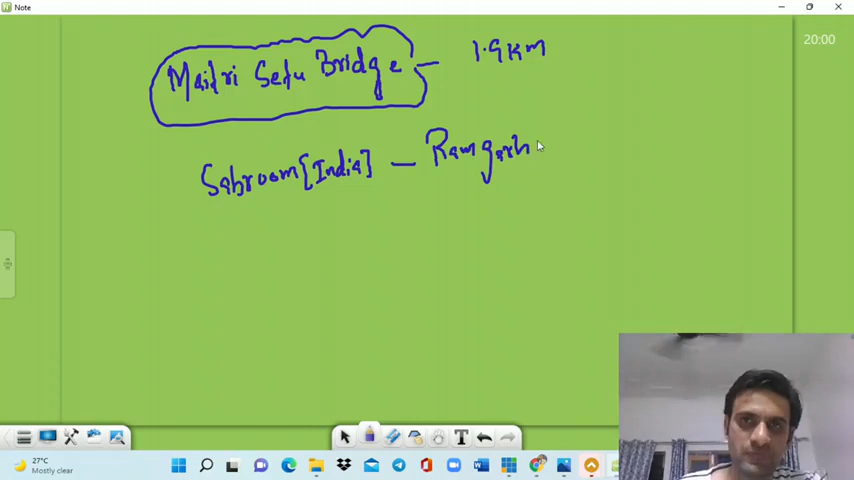 Note
20:00
Maitri Setu Bridge – 1.9 Km
Sabroom [India] – Ramgarh
27°C
Mostly clear